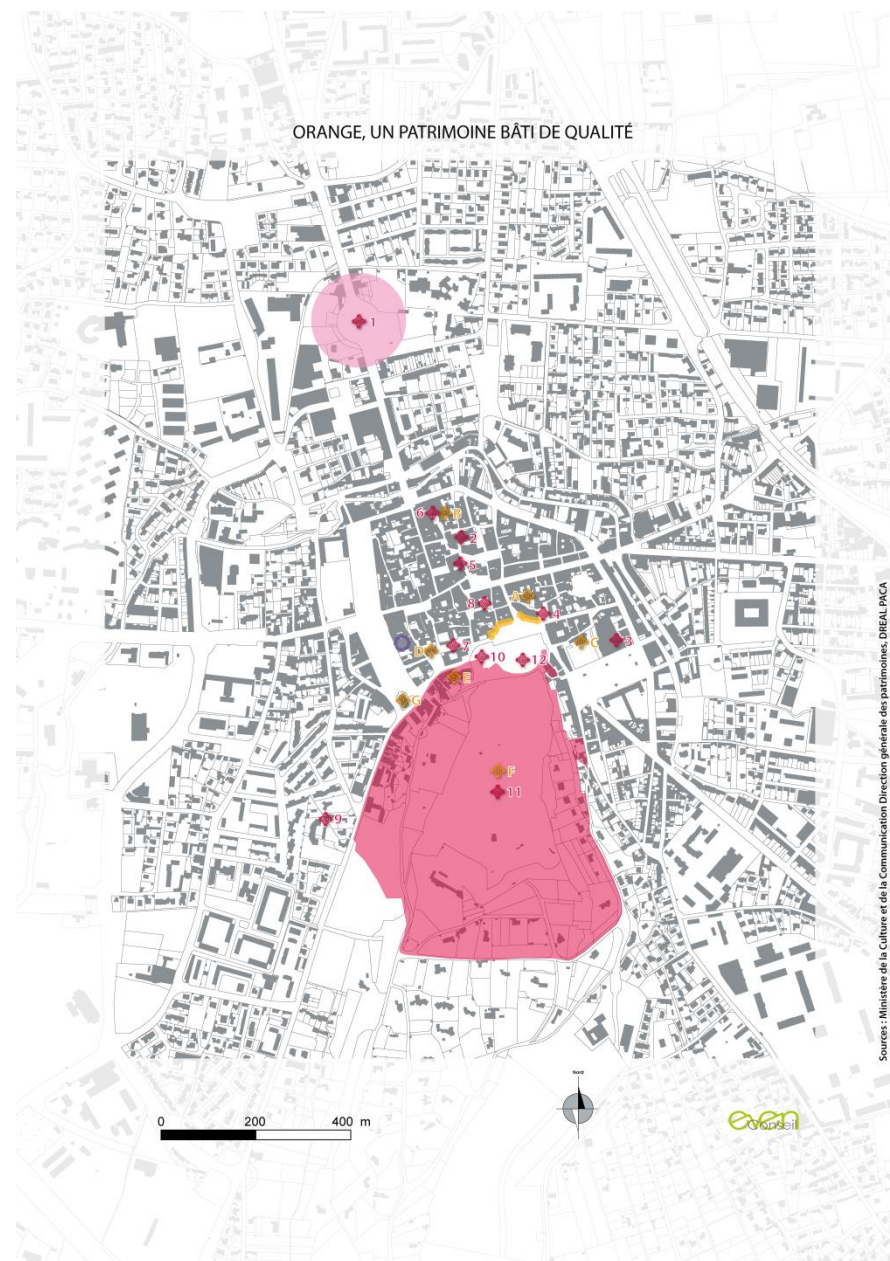 ORANGE, UN PATRIMOINE BÂTI DE QUALITÉ
1
6
B
2
5
8
A
4
D
7
C
3
10
12
E
G
F
11
9
Sources : Ministère de la Culture et de la Communication Direction générale des patrimoines, DREAL PACA
Nord
0 200 400 m
even
Conseil